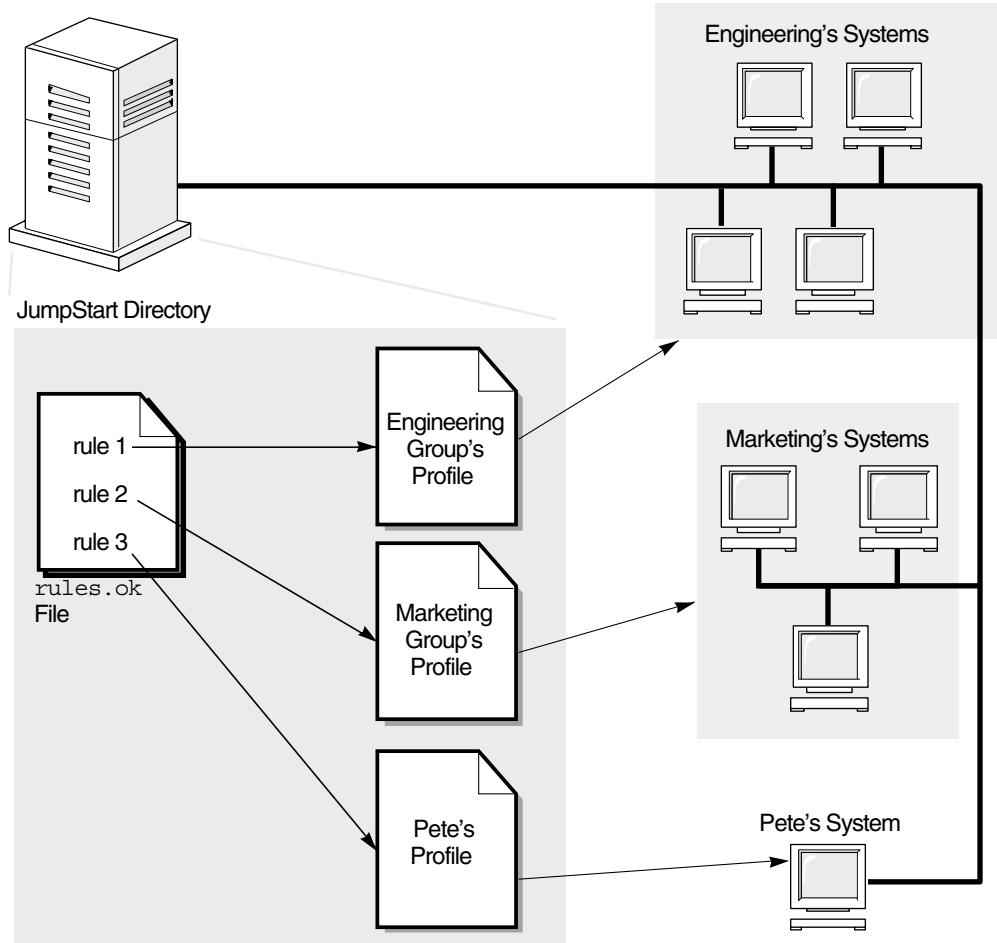 Engineering's Systems
JumpStart Directory
rule 1
rule 2
rule 3
rules.ok
File
Engineering
Group's
Profile
Marketing
Group's
Profile
Pete's
Profile
Marketing's Systems
Pete's System